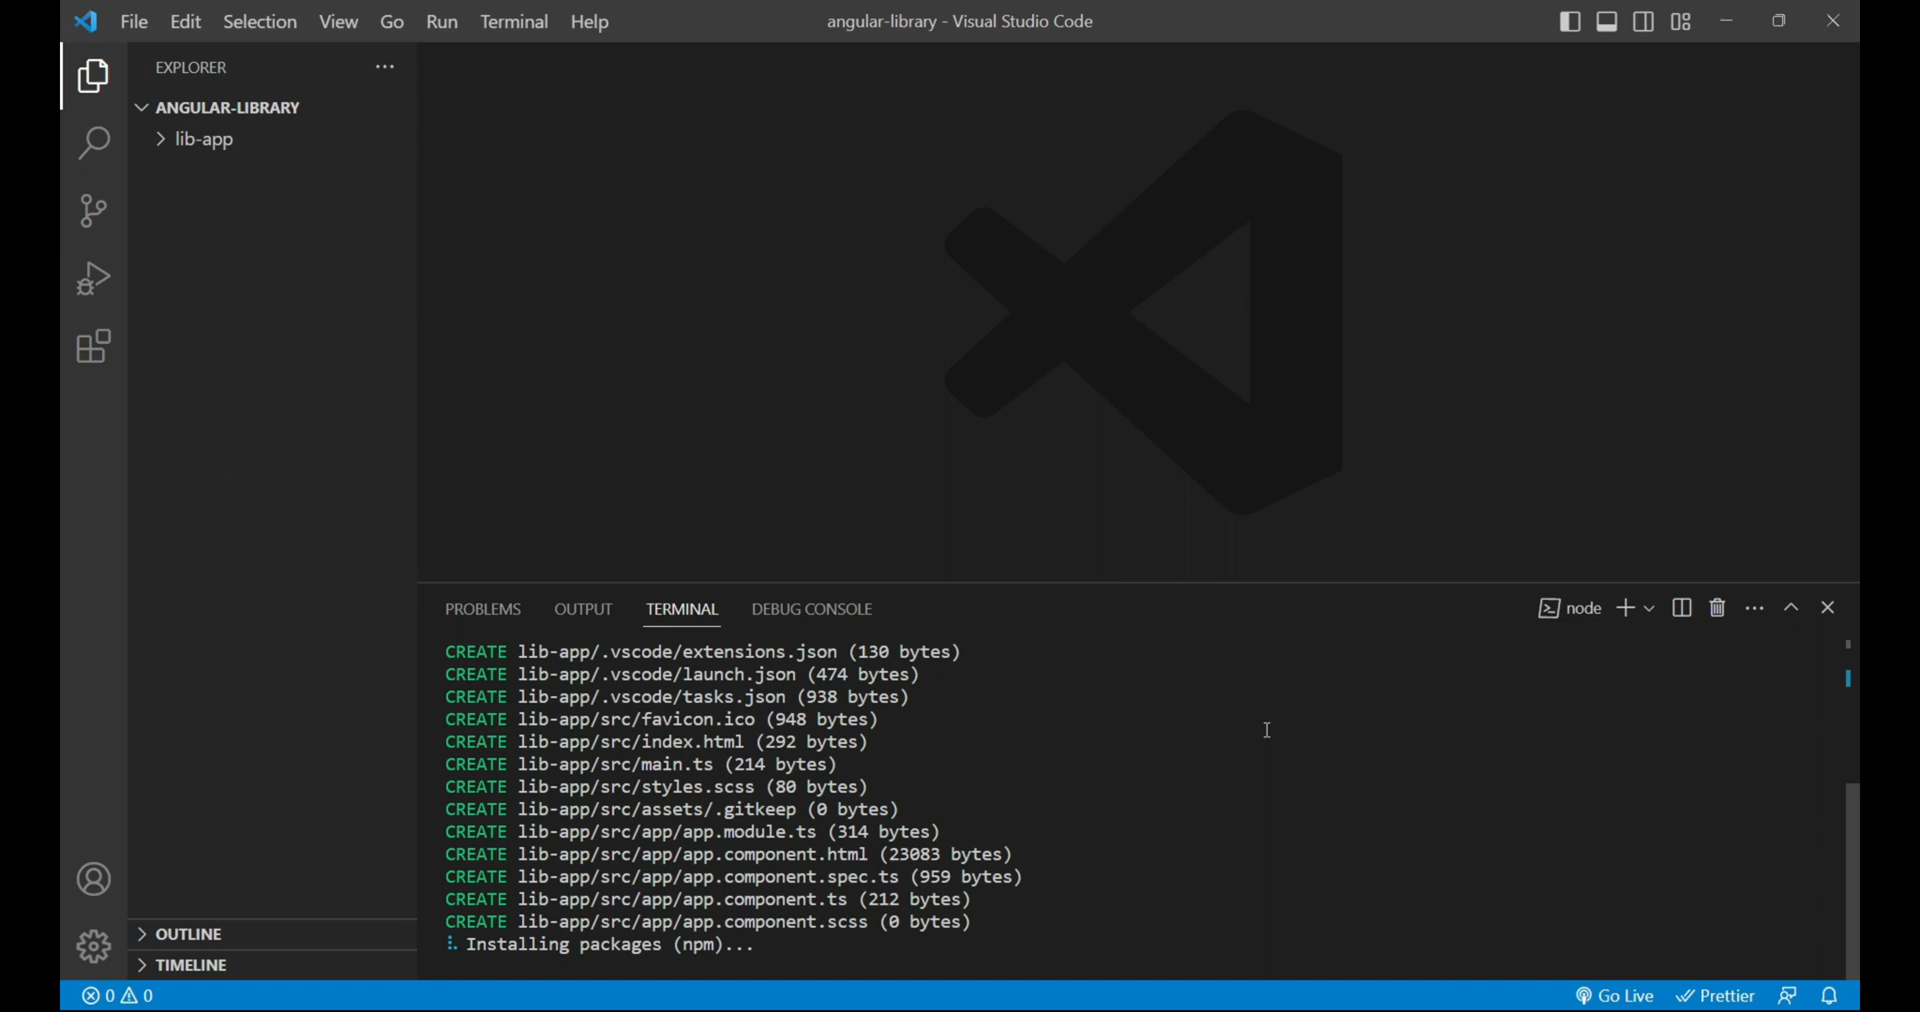 File Edit Selection View Go Run Terminal Help
angular-library - Visual Studio Code
EXPLORER
ANGULAR-LIBRARY
lib-app
PROBLEMS OUTPUT TERMINAL DEBUG CONSOLE
node
CREATE lib-app/.vscode/extensions.json (130 bytes)
CREATE lib-app/.vscode/launch.json (474 bytes)
CREATE lib-app/.vscode/tasks.json (938 bytes)
CREATE lib-app/src/favicon.ico (948 bytes)
CREATE lib-app/src/index.html (292 bytes)
CREATE lib-app/src/main.ts (214 bytes)
CREATE lib-app/src/styles.scss (80 bytes)
CREATE lib-app/src/assets/.gitkeep (0 bytes)
CREATE lib-app/src/app/app.module.ts (314 bytes)
CREATE lib-app/src/app/app.component.html (23083 bytes)
CREATE lib-app/src/app/app.component.spec.ts (959 bytes)
CREATE lib-app/src/app/app.component.ts (212 bytes)
CREATE lib-app/src/app/app.component.scss (0 bytes)
Installing packages (npm)...
OUTLINE
TIMELINE
0 0
Go Live Prettier